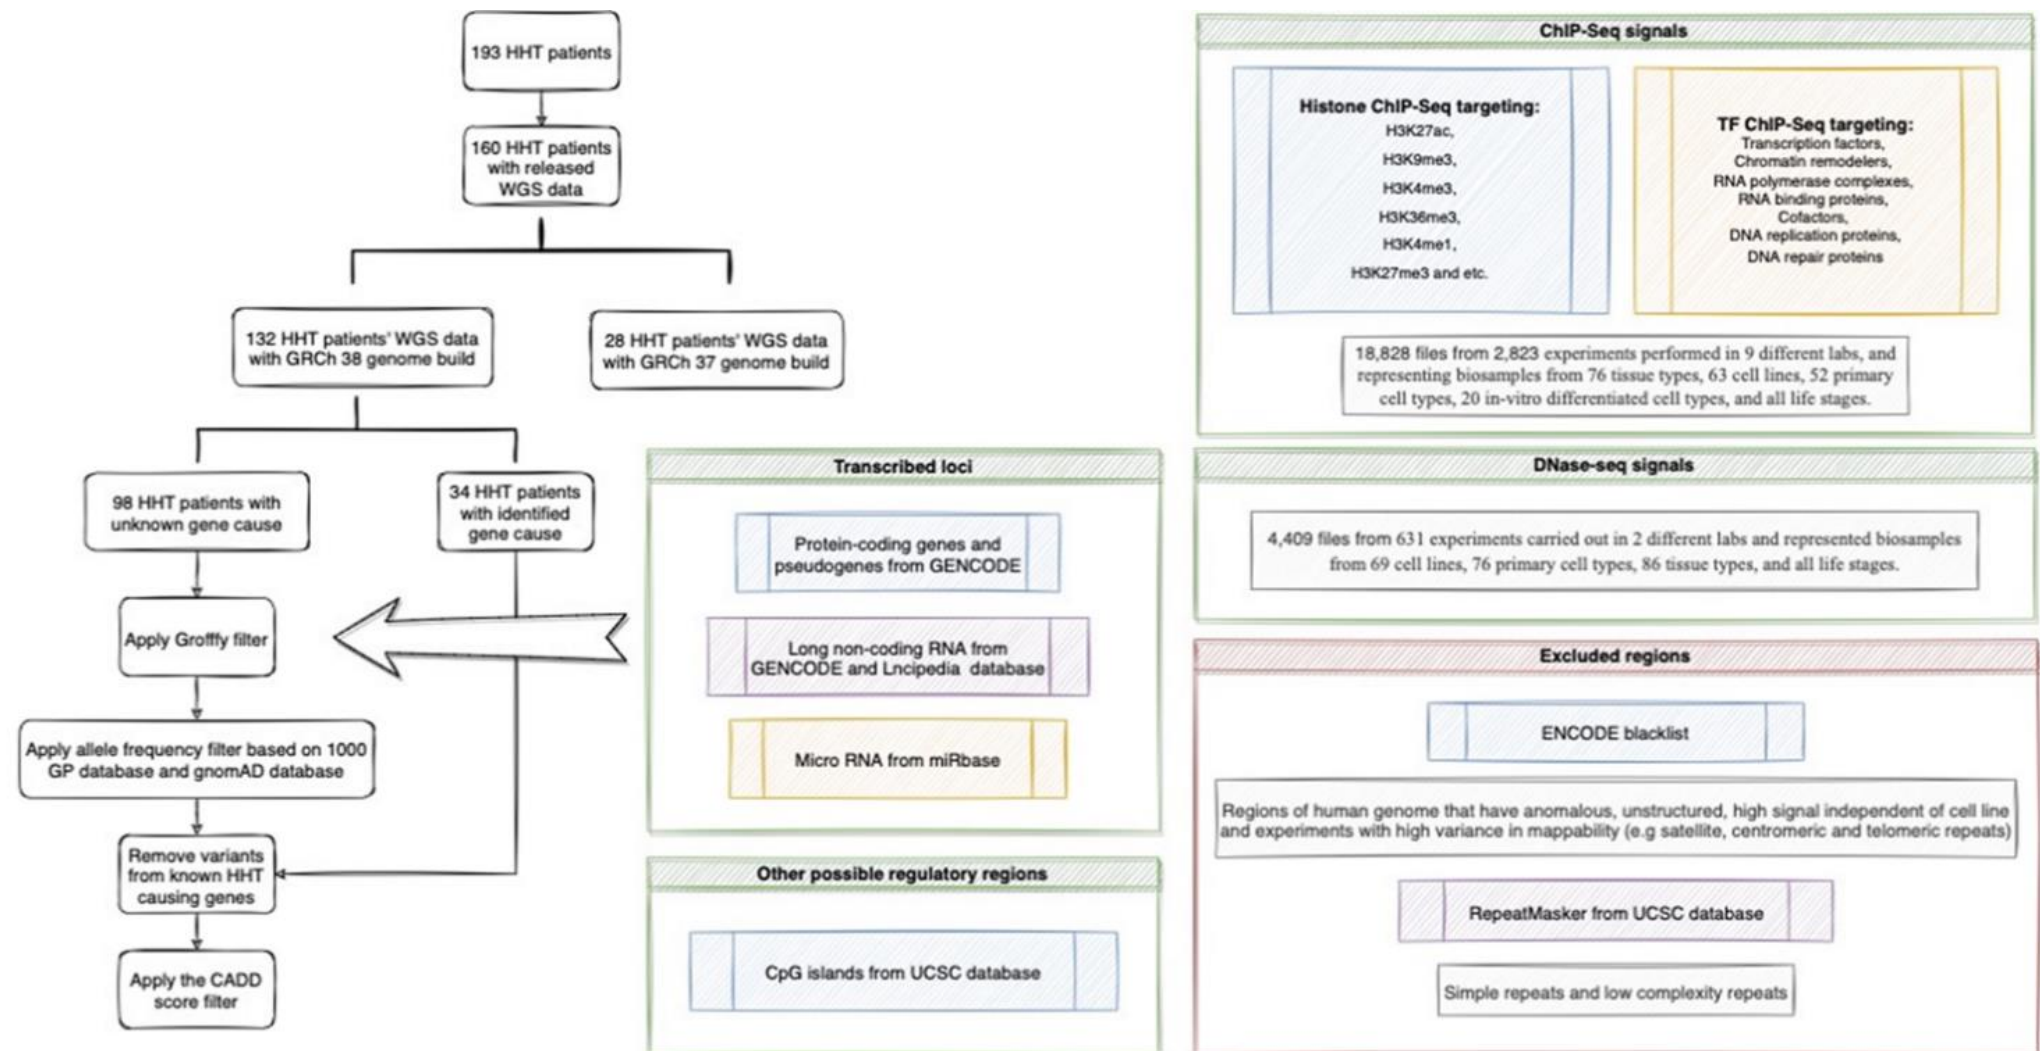 193 HHT patients
160 HHT patients
with released
WGS data
132 HHT patients' WGS data
with GRCh 38 genome build
28 HHT patients' WGS data
with GRCh 37 genome build
98 HHT patients with
unknown gene cause
34 HHT patients
with identified
gene cause
Apply Grofffy filter
Apply allele frequency filter based on 1000
GP database and gnomAD database
Remove variants
from known HHT
causing genes
Apply the CADD
score filter
Transcribed loci
Protein-coding genes and
pseudogenes from GENCODE
Long non-coding RNA from
GENCODE and Lncipedia database
Micro RNA from miRbase
Other possible regulatory regions
CpG islands from UCSC database
ChIP-Seq signals
Histone ChIP-Seq targeting:
H3K27ac,
H3K9me3,
H3K4me3,
H3K36me3,
H3K4me1,
H3K27me3 and etc.
TF ChIP-Seq targeting:
Transcription factors,
Chromatin remodelers,
RNA polymerase complexes,
RNA binding proteins,
Cofactors,
DNA replication proteins,
DNA repair proteins
18,828 files from 2,823 experiments performed in 9 different labs, and
representing biosamples from 76 tissue types, 63 cell lines, 52 primary
cell types, 20 in-vitro differentiated cell types, and all life stages.
DNase-seq signals
4,409 files from 631 experiments carried out in 2 different labs and represented biosamples
from 69 cell lines, 76 primary cell types, 86 tissue types, and all life stages.
Excluded regions
ENCODE blacklist
Regions of human genome that have anomalous, unstructured, high signal independent of cell line
and experiments with high variance in mappability (e.g satellite, centromeric and telomeric repeats)
RepeatMasker from UCSC database
Simple repeats and low complexity repeats